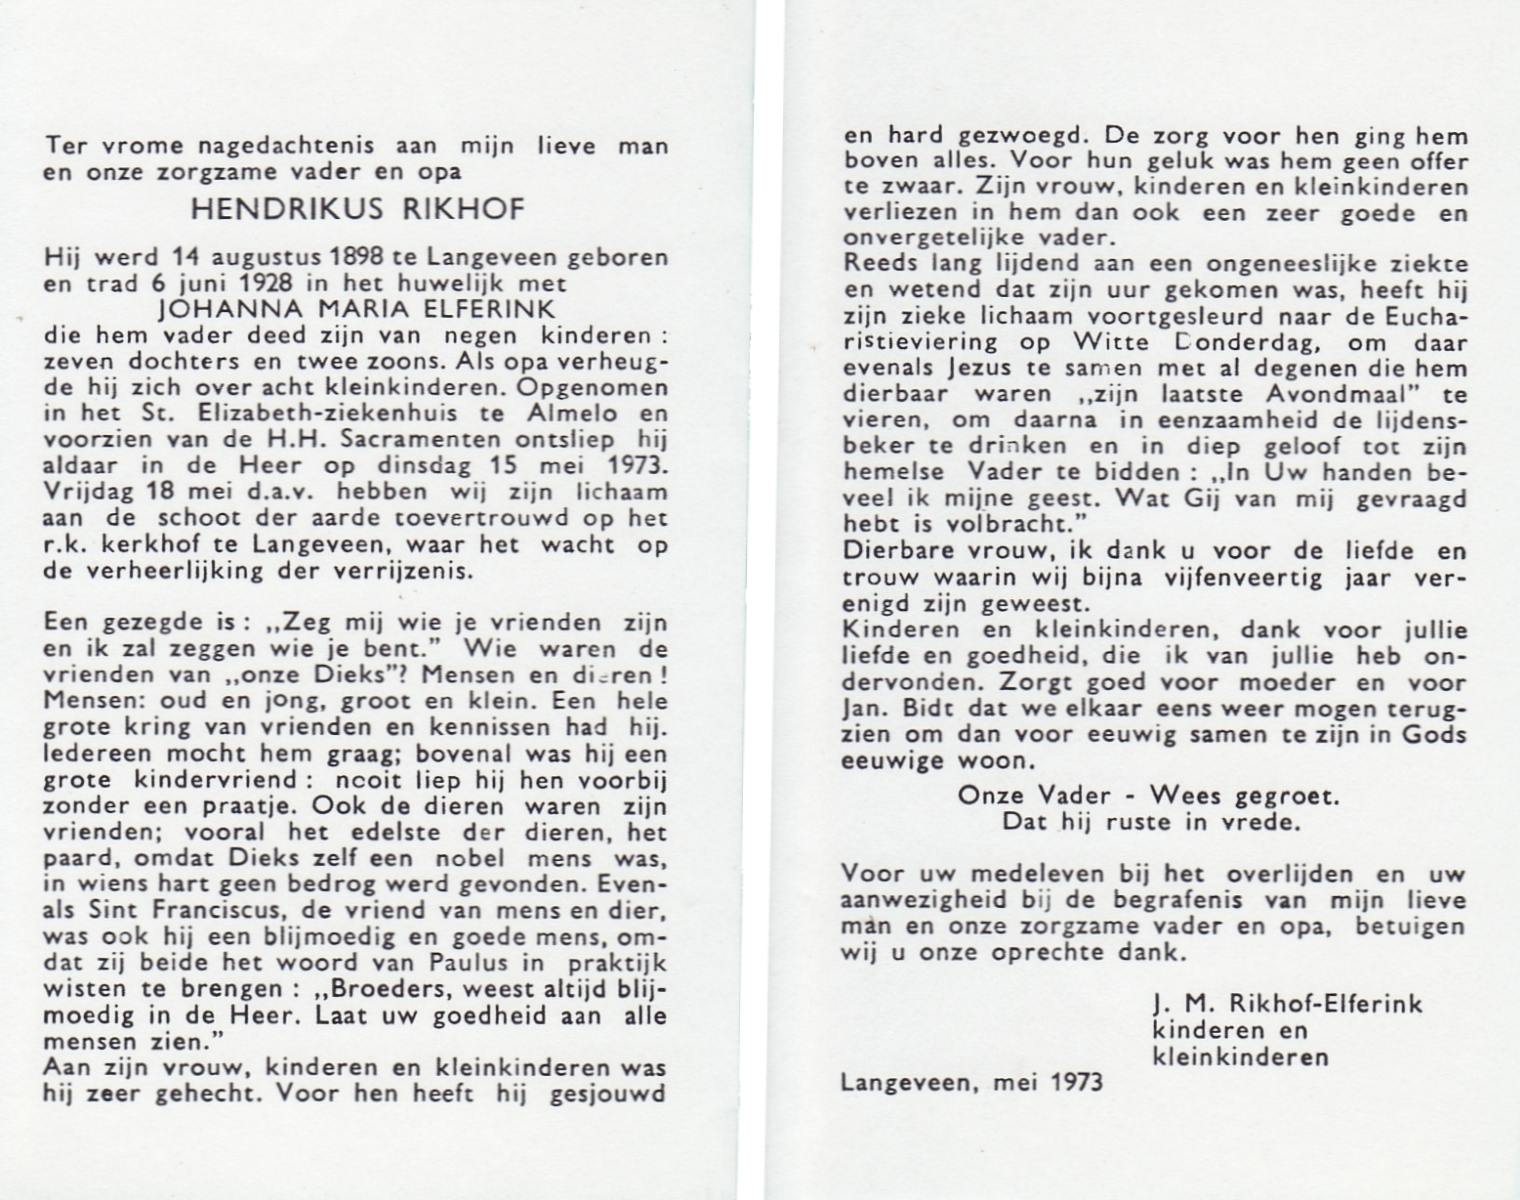 Ter vrome nagedachtenis aan mijn lieve man
en onze zorgzame vader en opa
HENDRIKUS RIKHOF
Hij werd 14 augustus 1898 te Langeveen geboren
en trad 6 juni 1928 in het huwelijk met
JOHANNA MARIA ELFERINK
die hem vader deed zijn van negen kinderen :
zeven dochters en twee zoons. Als opa verheug-
de hij zich over acht kleinkinderen. Opgenomen
in het St. Elizabeth-ziekenhuis te Almelo en
voorzien van de H.H. Sacramenten ontsliep hij
aldaar in de Heer op dinsdag 15 mei 1973.
Vrijdag 18 mei d.a.v. hebben wij zijn lichaam
aan de schoot der aarde toevertrouwd op het
r.k. kerkhof te Langeveen, waar het wacht op
de verheerlijking der verrijzenis.
Een gezegde is : „Zeg mij wie je vrienden zijn
en ik zal zeggen wie je bent.” Wie waren de
vrienden van „onze Dieks”? Mensen en dieren !
Mensen: oud en jong, groot en klein. Een hele
grote kring van vrienden en kennissen had hij.
Iedereen mocht hem graag; bovenal was hij een
grote kindervriend : nooit liep hij hen voorbij
zonder een praatje. Ook de dieren waren zijn
vrienden; vooral het edelste der dieren, het
paard, omdat Dieks zelf een nobel mens was,
in wiens hart geen bedrog werd gevonden. Even-
als Sint Franciscus, de vriend van mens en dier,
was ook hij een blijmoedig en goede mens, om-
dat zij beide het woord van Paulus in praktijk
wisten te brengen : „Broeders, weest altijd blij-
moedig in de Heer. Laat uw goedheid aan alle
mensen zien.”
Aan zijn vrouw, kinderen en kleinkinderen was
hij zeer gehecht. Voor hen heeft hij gesjouwd
en hard gezwoegd. De zorg voor hen ging hem
boven alles. Voor hun geluk was hem geen offer
te zwaar. Zijn vrouw, kinderen en kleinkinderen
verliezen in hem dan ook een zeer goede en
onvergetelijke vader.
Reeds lang lijdend aan een ongeneeslijke ziekte
en wetend dat zijn uur gekomen was, heeft hij
zijn zieke lichaam voortgesleurd naar de Eucha-
ristieviering op Witte Donderdag, om daar
evenals Jezus te samen met al degenen die hem
dierbaar waren „zijn laatste Avondmaal” te
vieren, om daarna in eenzaamheid de lijdens-
beker te drinken en in diep geloof tot zijn
hemelse Vader te bidden : „In Uw handen be-
veel ik mijne geest. Wat Gij van mij gevraagd
hebt is volbracht.”
Dierbare vrouw, ik dank u voor de liefde en
trouw waarin wij bijna vijfenveertig jaar ver-
enigd zijn geweest.
Kinderen en kleinkinderen, dank voor jullie
liefde en goedheid, die ik van jullie heb on-
dervonden. Zorgt goed voor moeder en voor
Jan. Bidt dat we elkaar eens weer mogen terug-
zien om dan voor eeuwig samen te zijn in Gods
eeuwige woon.
Onze Vader - Wees gegroet.
Dat hij ruste in vrede.
Voor uw medeleven bij het overlijden en uw
aanwezigheid bij de begrafenis van mijn lieve
man en onze zorgzame vader en opa, betuigen
wij u onze oprechte dank.
J. M. Rikhof-Elferink
kinderen en
kleinkinderen
Langeveen, mei 1973